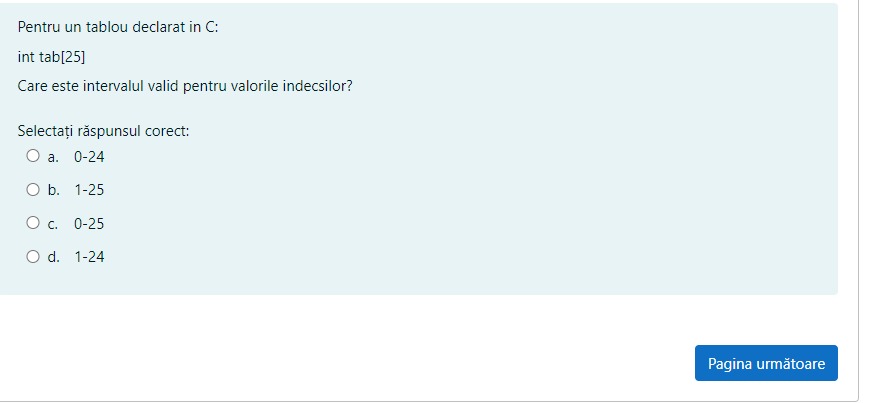 Pentru un tablou declarat in C:
int tab[25]
Care este intervalul valid pentru valorile indecsilor?
Selectați răspunsul corect:
a. 0-24
b. 1-25
c. 0-25
d. 1-24
Pagina următoare